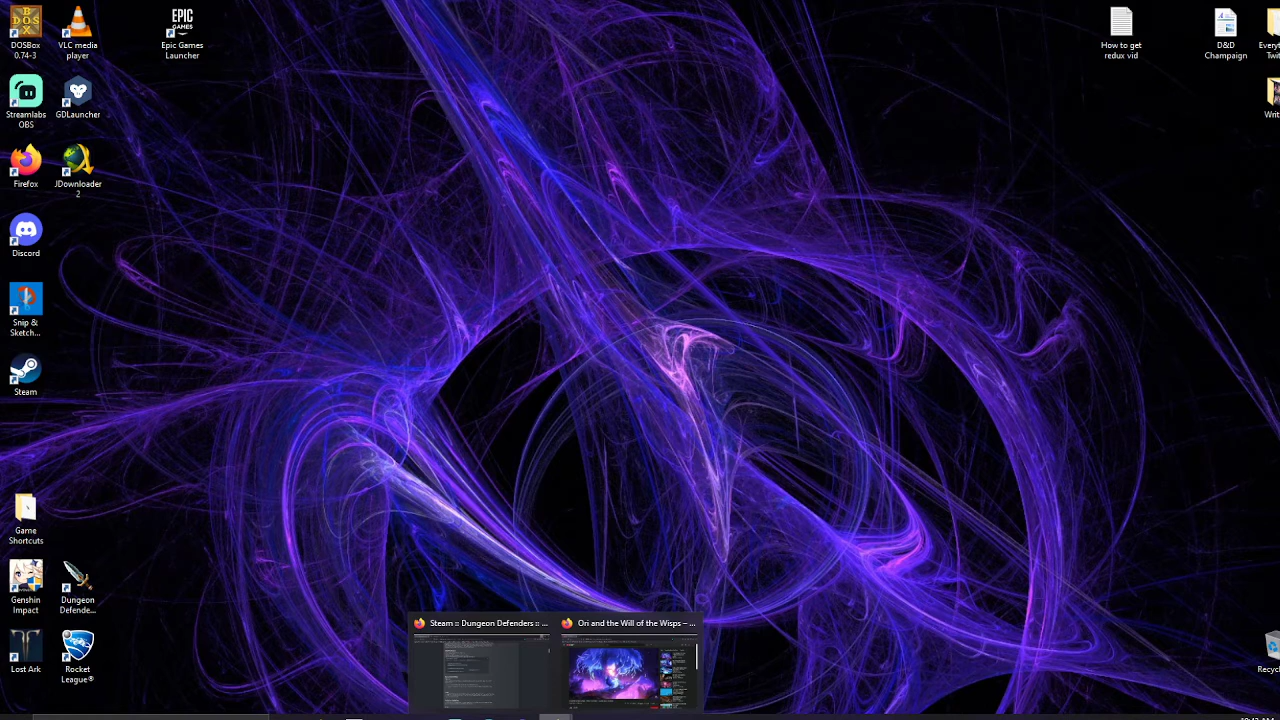 DOSBox
0.74-3
VLC media
player
EPIC
GAMES
Epic Games
Launcher
How to get
redux vid
D&D
Champaign
Streamlabs
OBS
GDLauncher
Firefox
JDownloader
2
Discord
Snip &
Sketch...
Steam
Game
Shortcuts
Genshin
Impact
Dungeon
Defende...
Lost Ark
Rocket
League®
Steam :: Dungeon Defenders :: ...
Ori and the Will of the Wisps – ...